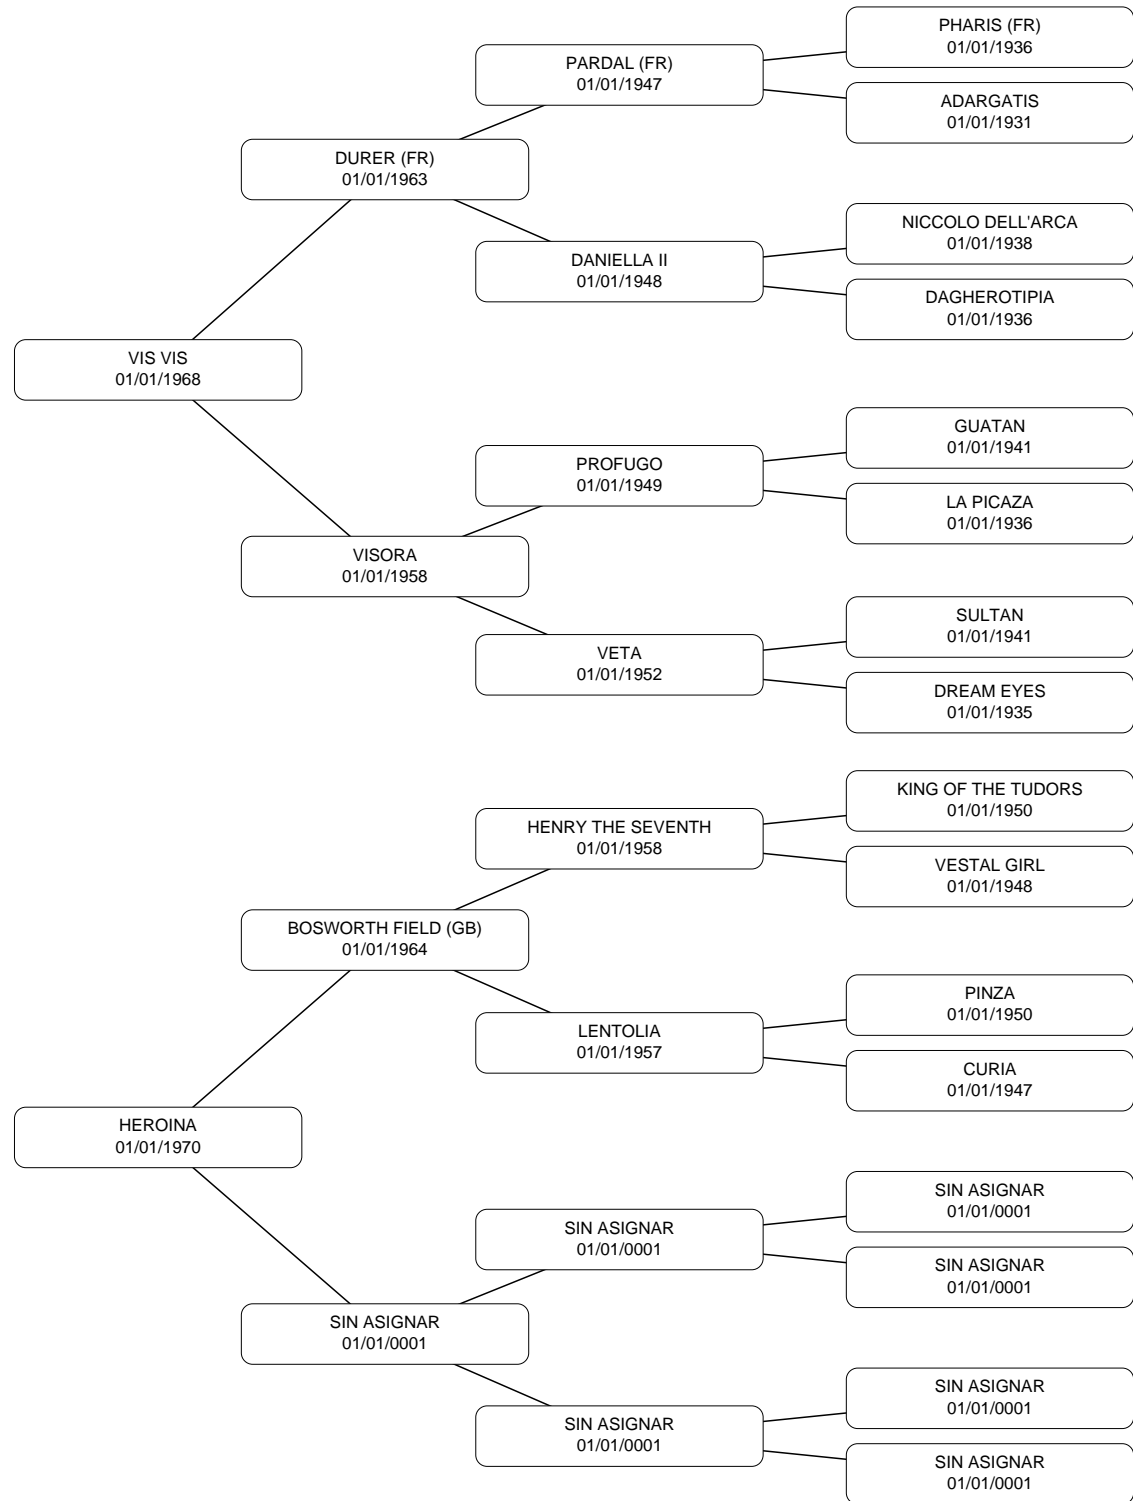 PHARIS (FR)
01/01/1936
PARDAL (FR)
01/01/1947
ADARGATIS
01/01/1931
DURER (FR)
01/01/1963
NICCOLO DELL'ARCA
01/01/1938
DANIELLA II
01/01/1948
DAGHEROTIPIA
01/01/1936
VIS VIS
01/01/1968
GUATAN
01/01/1941
PROFUGO
01/01/1949
LA PICAZA
01/01/1936
VISORA
01/01/1958
SULTAN
01/01/1941
VETA
01/01/1952
DREAM EYES
01/01/1935
KING OF THE TUDORS
01/01/1950
HENRY THE SEVENTH
01/01/1958
VESTAL GIRL
01/01/1948
BOSWORTH FIELD (GB)
01/01/1964
PINZA
01/01/1950
LENTOLIA
01/01/1957
CURIA
01/01/1947
HEROINA
01/01/1970
SIN ASIGNAR
01/01/0001
SIN ASIGNAR
01/01/0001
SIN ASIGNAR
01/01/0001
SIN ASIGNAR
01/01/0001
SIN ASIGNAR
01/01/0001
SIN ASIGNAR
01/01/0001
SIN ASIGNAR
01/01/0001